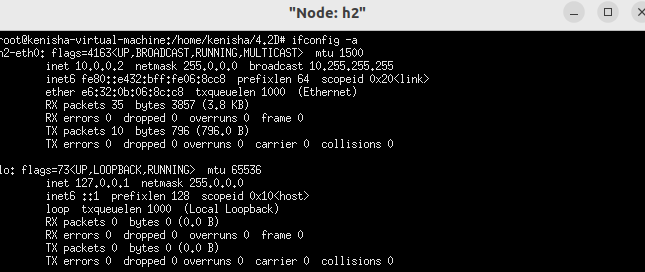 "Node: h2"
root@kenisha-virtual-machine:/home/kenisha/4.2D# ifconfig -a
h2-eth0: flags=4163<UP,BROADCAST,RUNNING,MULTICAST>  mtu 1500
        inet 10.0.0.2  netmask 255.0.0.0  broadcast 10.255.255.255
        inet6 fe80::e432:bff:fe06:8cc8  prefixlen 64  scopeid 0x20<link>
        ether e6:32:0b:06:8c:c8  txqueuelen 1000  (Ethernet)
        RX packets 35  bytes 3857 (3.8 KB)
        RX errors 0  dropped 0  overruns 0  frame 0
        TX packets 10  bytes 796 (796.0 B)
        TX errors 0  dropped 0 overruns 0  carrier 0  collisions 0
lo: flags=73<UP,LOOPBACK,RUNNING>  mtu 65536
        inet 127.0.0.1  netmask 255.0.0.0
        inet6 ::1  prefixlen 128  scopeid 0x10<host>
        loop  txqueuelen 1000  (Local Loopback)
        RX packets 0  bytes 0 (0.0 B)
        RX errors 0  dropped 0  overruns 0  frame 0
        TX packets 0  bytes 0 (0.0 B)
        TX errors 0  dropped 0 overruns 0  carrier 0  collisions 0